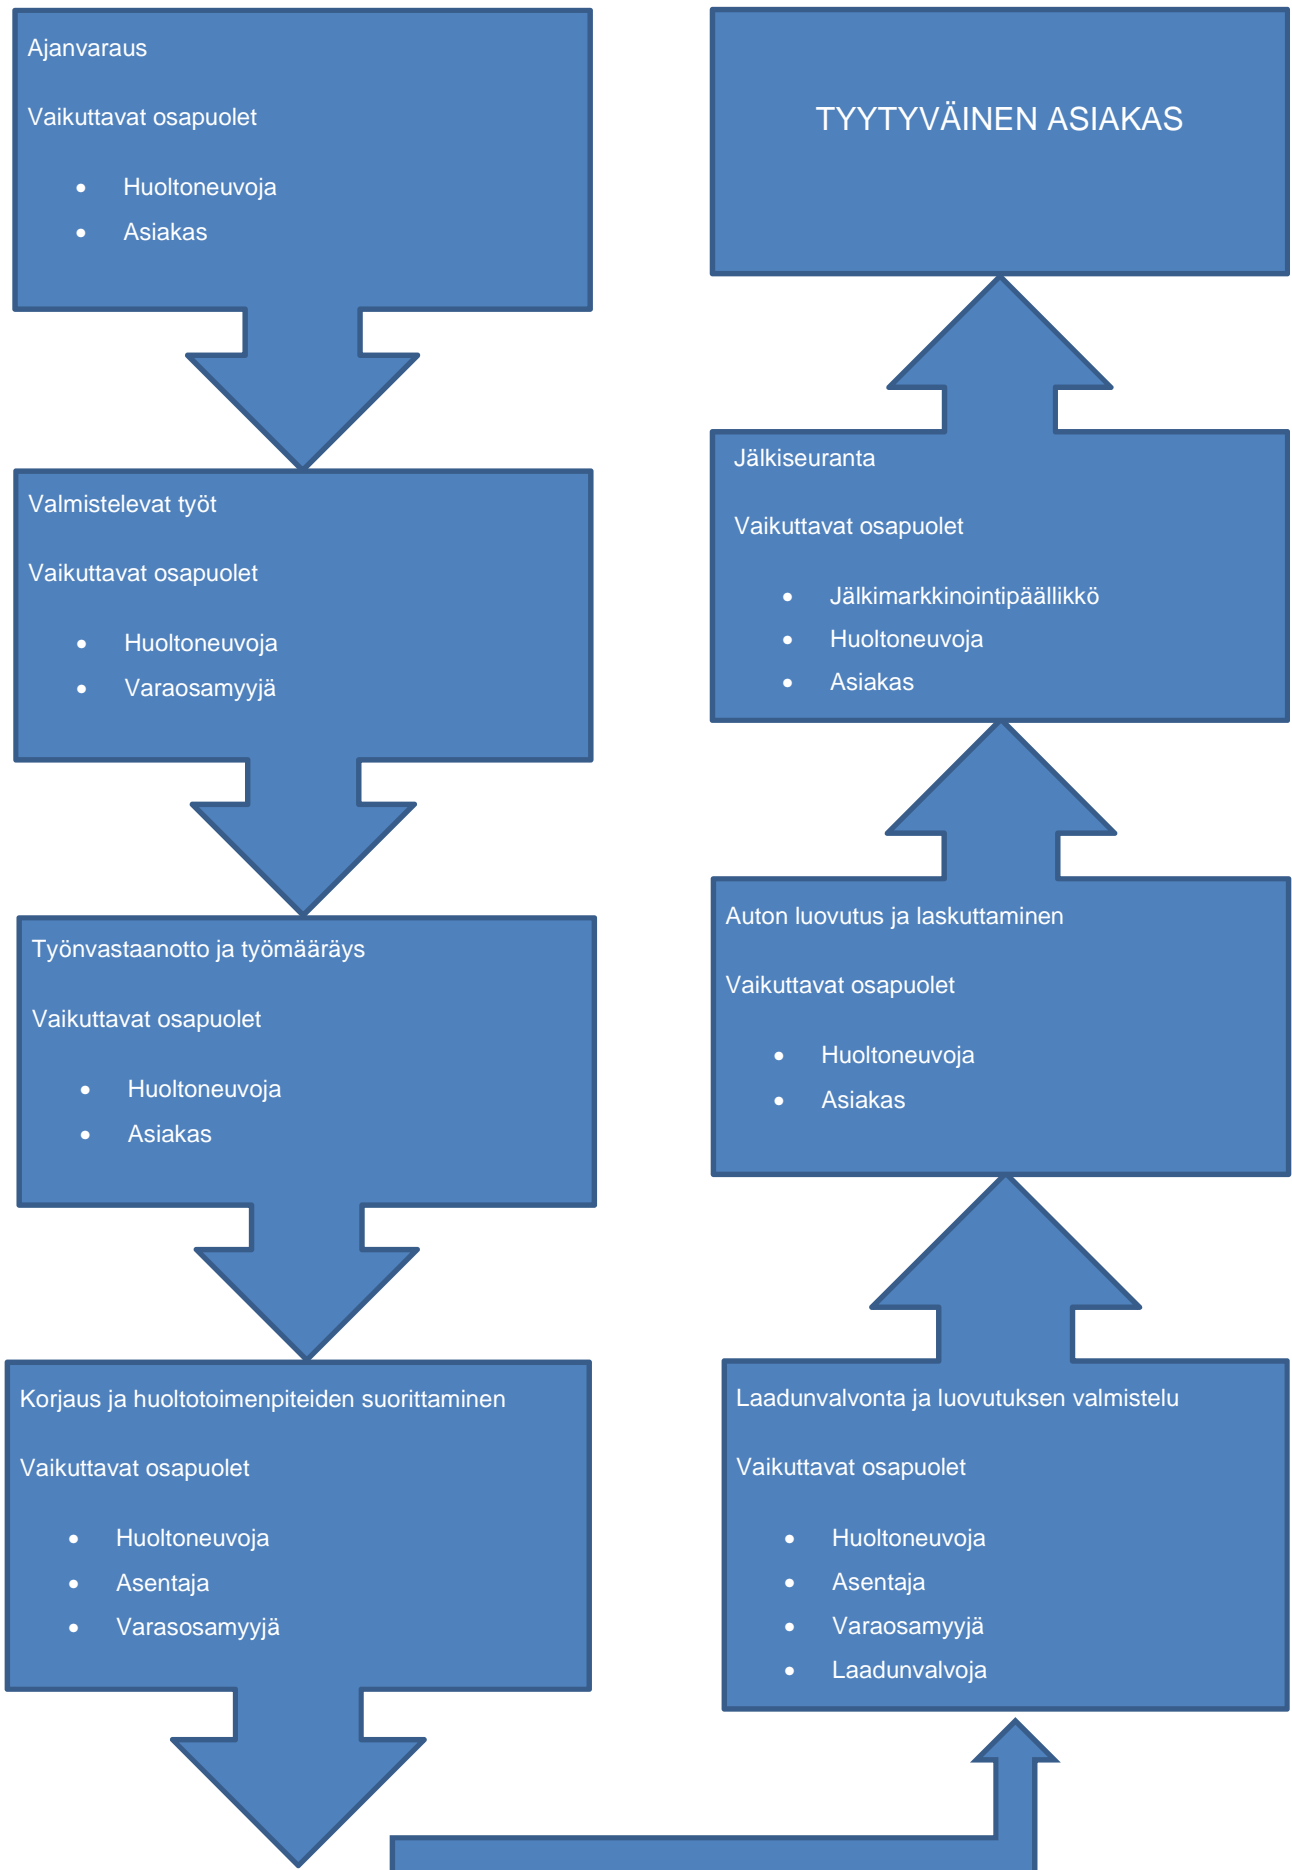 Ajanvaraus
Vaikuttavat osapuolet
• Huoltoneuvoja
• Asiakas
Valmistelevat työt
Vaikuttavat osapuolet
• Huoltoneuvoja
• Varaosamyyjä
Työnvastaanotto ja työmääräys
Vaikuttavat osapuolet
• Huoltoneuvoja
• Asiakas
Korjaus ja huoltotoimenpiteiden suorittaminen
Vaikuttavat osapuolet
• Huoltoneuvoja
• Asentaja
• Varasosamyyjä
Laadunvalvonta ja luovutuksen valmistelu
Vaikuttavat osapuolet
• Huoltoneuvoja
• Asentaja
• Varaosamyyjä
• Laadunvalvoja
Auton luovutus ja laskuttaminen
Vaikuttavat osapuolet
• Huoltoneuvoja
• Asiakas
Jälkiseuranta
Vaikuttavat osapuolet
• Jälkimarkkinointipäällikkö
• Huoltoneuvoja
• Asiakas
TYYTYVÄINEN ASIAKAS